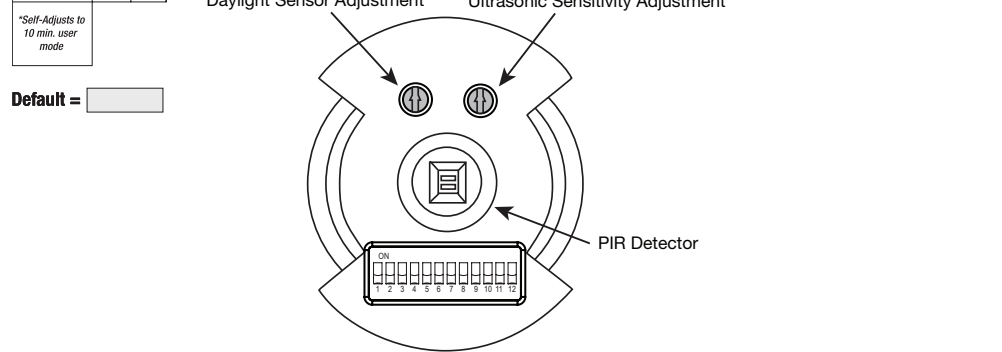 Daylight Sensor Adjustment
Ultrasonic Sensitivity Adjustment
*Self-Adjusts to
10 min. user
mode
Default =
PIR Detector
ON
1 2 3 4 5 6 7 8 9 10 11 12